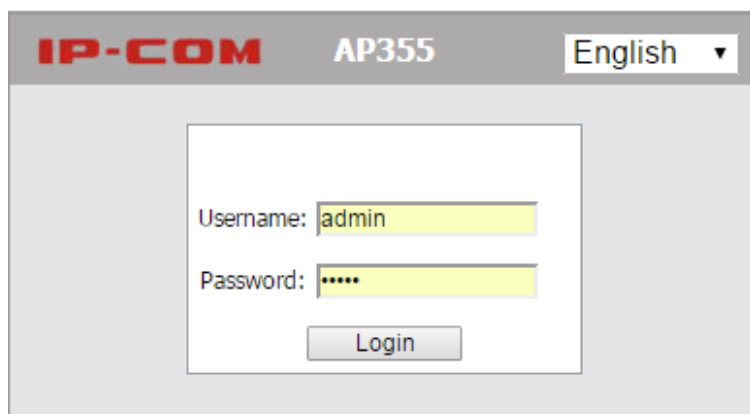 IP-COM AP355 English
Username: admin
Password: •••••
Login